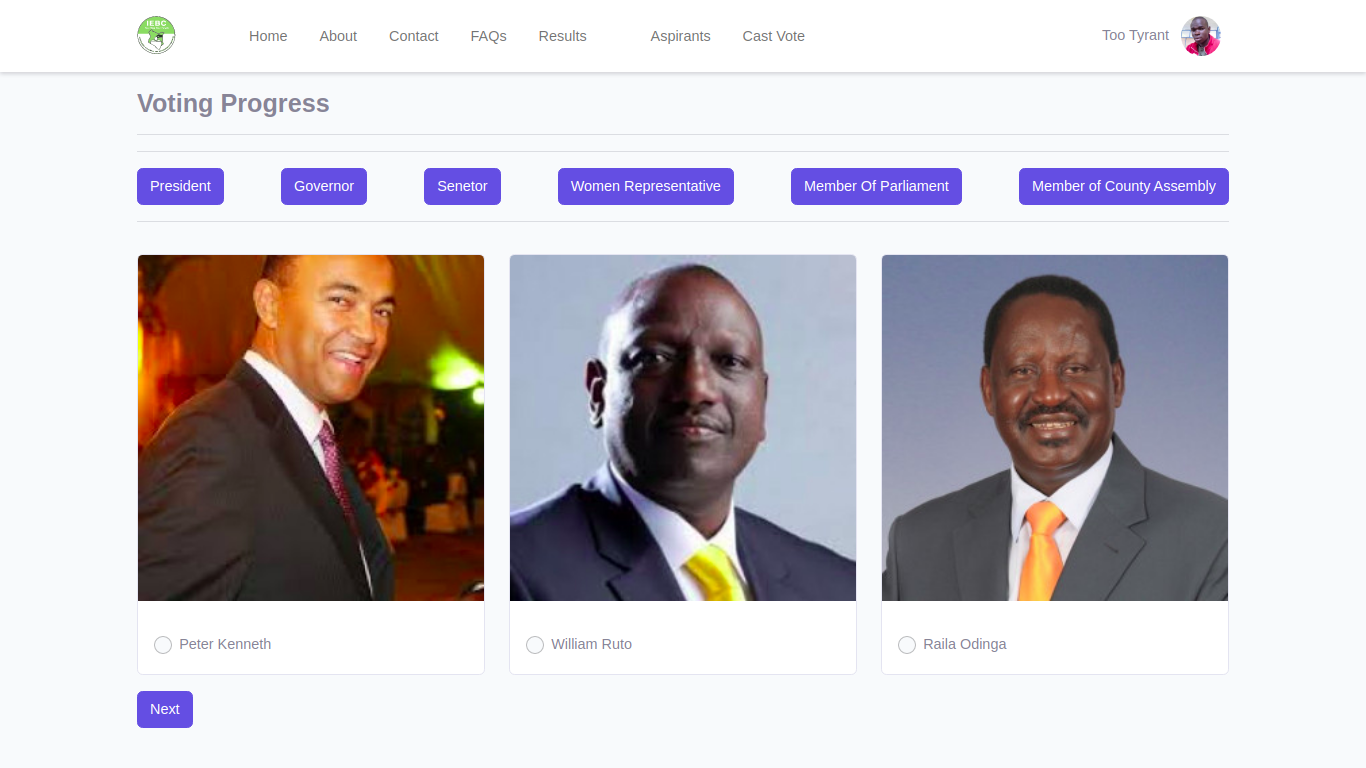 IEBC
Home About Contact FAQs Results Aspirants Cast Vote Too Tyrant
Voting Progress
President Governor Senetor Women Representative Member Of Parliament Member of County Assembly
Peter Kenneth William Ruto Raila Odinga
Next